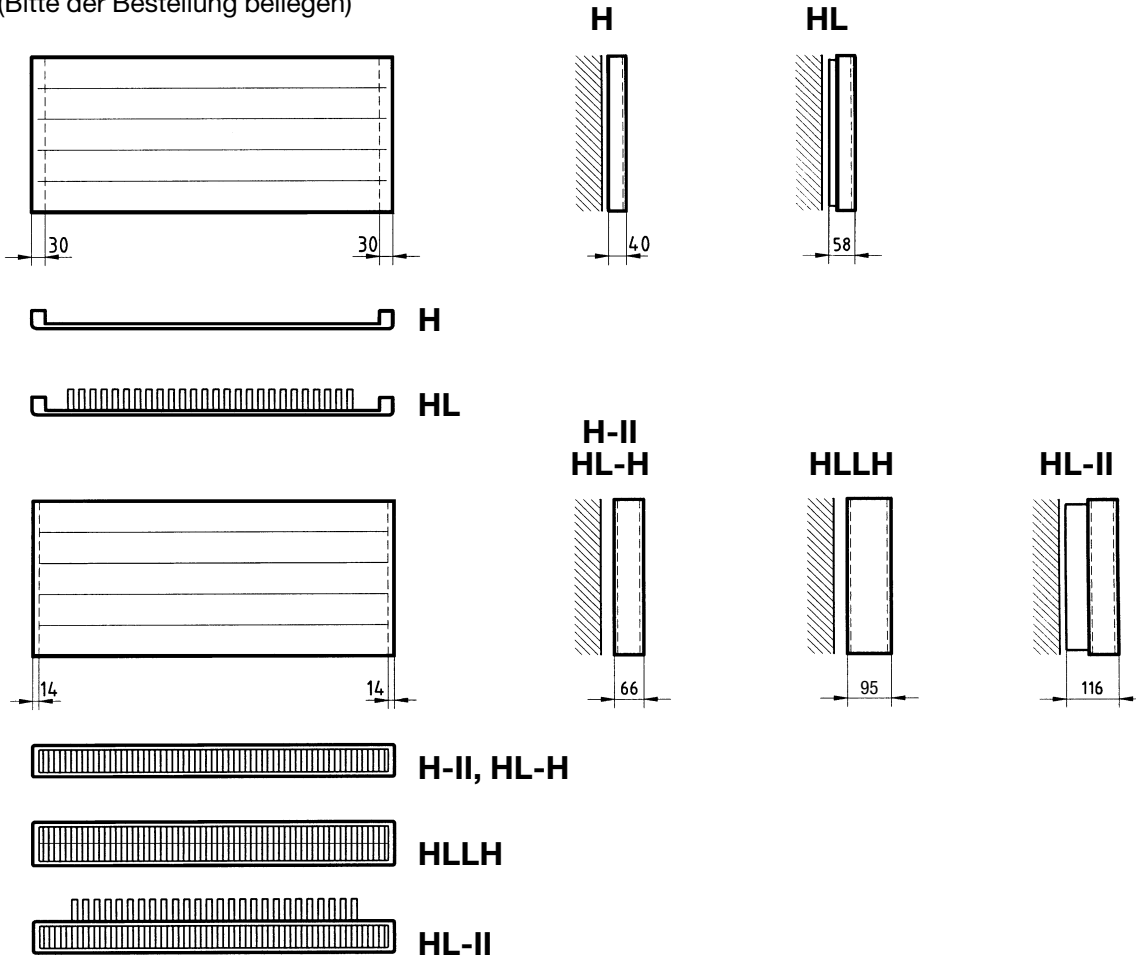 (Bitte der Bestellung beilegen)
H HL
30 30 40 58
H
HL
H-II
HL-H HLLH HL-II
14 14 66 95 116
H-II, HL-H
HLLH
HL-II